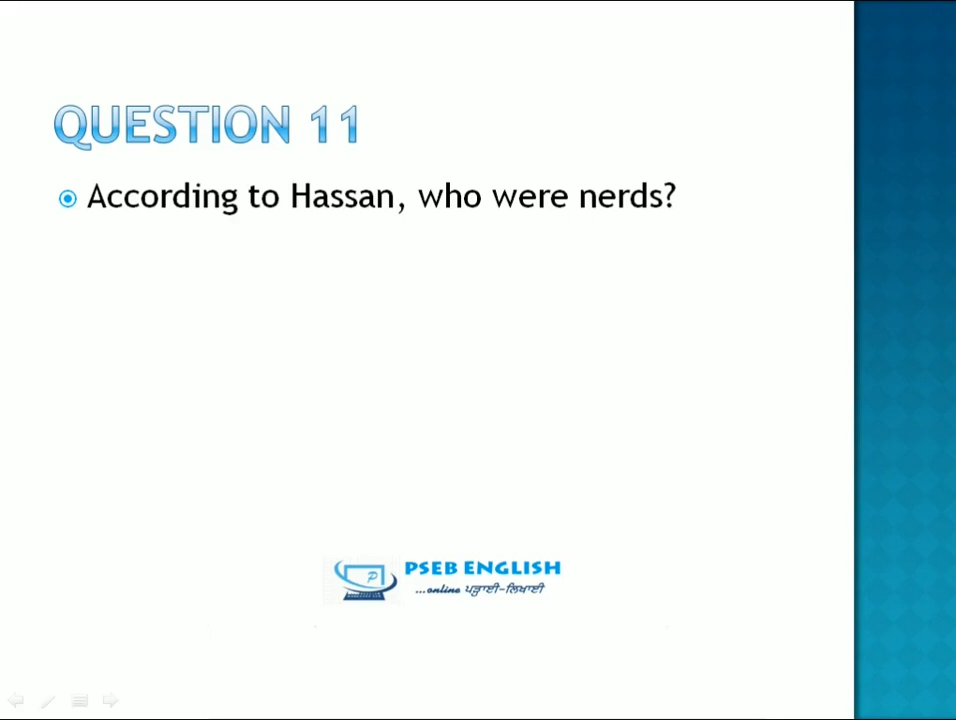 QUESTION 11
According to Hassan, who were nerds?
PSEB ENGLISH
...online ਪੜ੍ਹਾਈ-ਲਿਖਾਈ